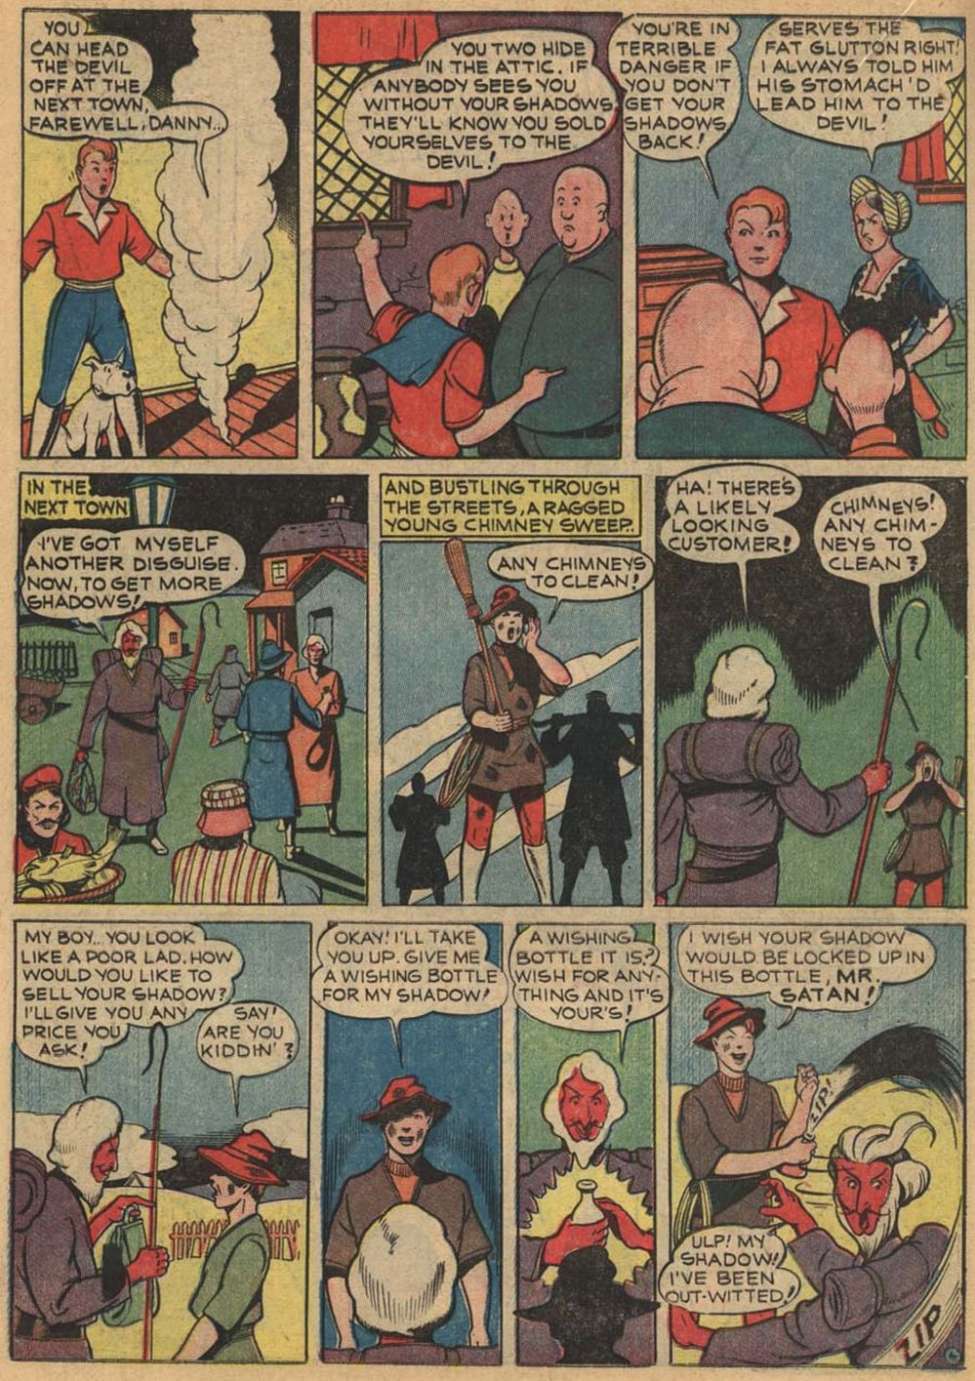 YOU
CAN HEAD
THE DEVIL
OFF AT THE
NEXT TOWN,
FAREWELL, DANNY...
YOU TWO HIDE
IN THE ATTIC. IF
ANYBODY SEES YOU
WITHOUT YOUR SHADOWS
THEY'LL KNOW YOU SOLD
YOURSELVES TO THE
DEVIL!
YOU'RE IN
TERRIBLE
DANGER IF
YOU DON'T
GET YOUR
SHADOWS
BACK!
SERVES THE
FAT GLUTTON RIGHT!
I ALWAYS TOLD HIM
HIS STOMACH'D
LEAD HIM TO THE
DEVIL!
IN THE
NEXT TOWN
I'VE GOT MYSELF
ANOTHER DISGUISE.
NOW, TO GET MORE
SHADOWS!
AND BUSTLING THROUGH
THE STREETS, A RAGGED
YOUNG CHIMNEY SWEEP..
ANY CHIMNEYS
TO CLEAN!
HA! THERE'S
A LIKELY
LOOKING
CUSTOMER!
CHIMNEYS!
ANY CHIM-
NEYS TO
CLEAN?
MY BOY.. YOU LOOK
LIKE A POOR LAD. HOW
WOULD YOU LIKE TO
SELL YOUR SHADOW?
I'LL GIVE YOU ANY
PRICE YOU
ASK!
SAY!
ARE YOU
KIDDIN'?
OKAY! I'LL TAKE
YOU UP. GIVE ME
A WISHING BOTTLE
FOR MY SHADOW!
A WISHING
BOTTLE IT IS!
WISH FOR ANY-
THING AND IT'S
YOUR'S!
I WISH YOUR SHADOW
WOULD BE LOCKED UP IN
THIS BOTTLE, MR.
SATAN!
ZIP!
ULP! MY
SHADOW!
I'VE BEEN
OUT-WITTED!
ZIP
6